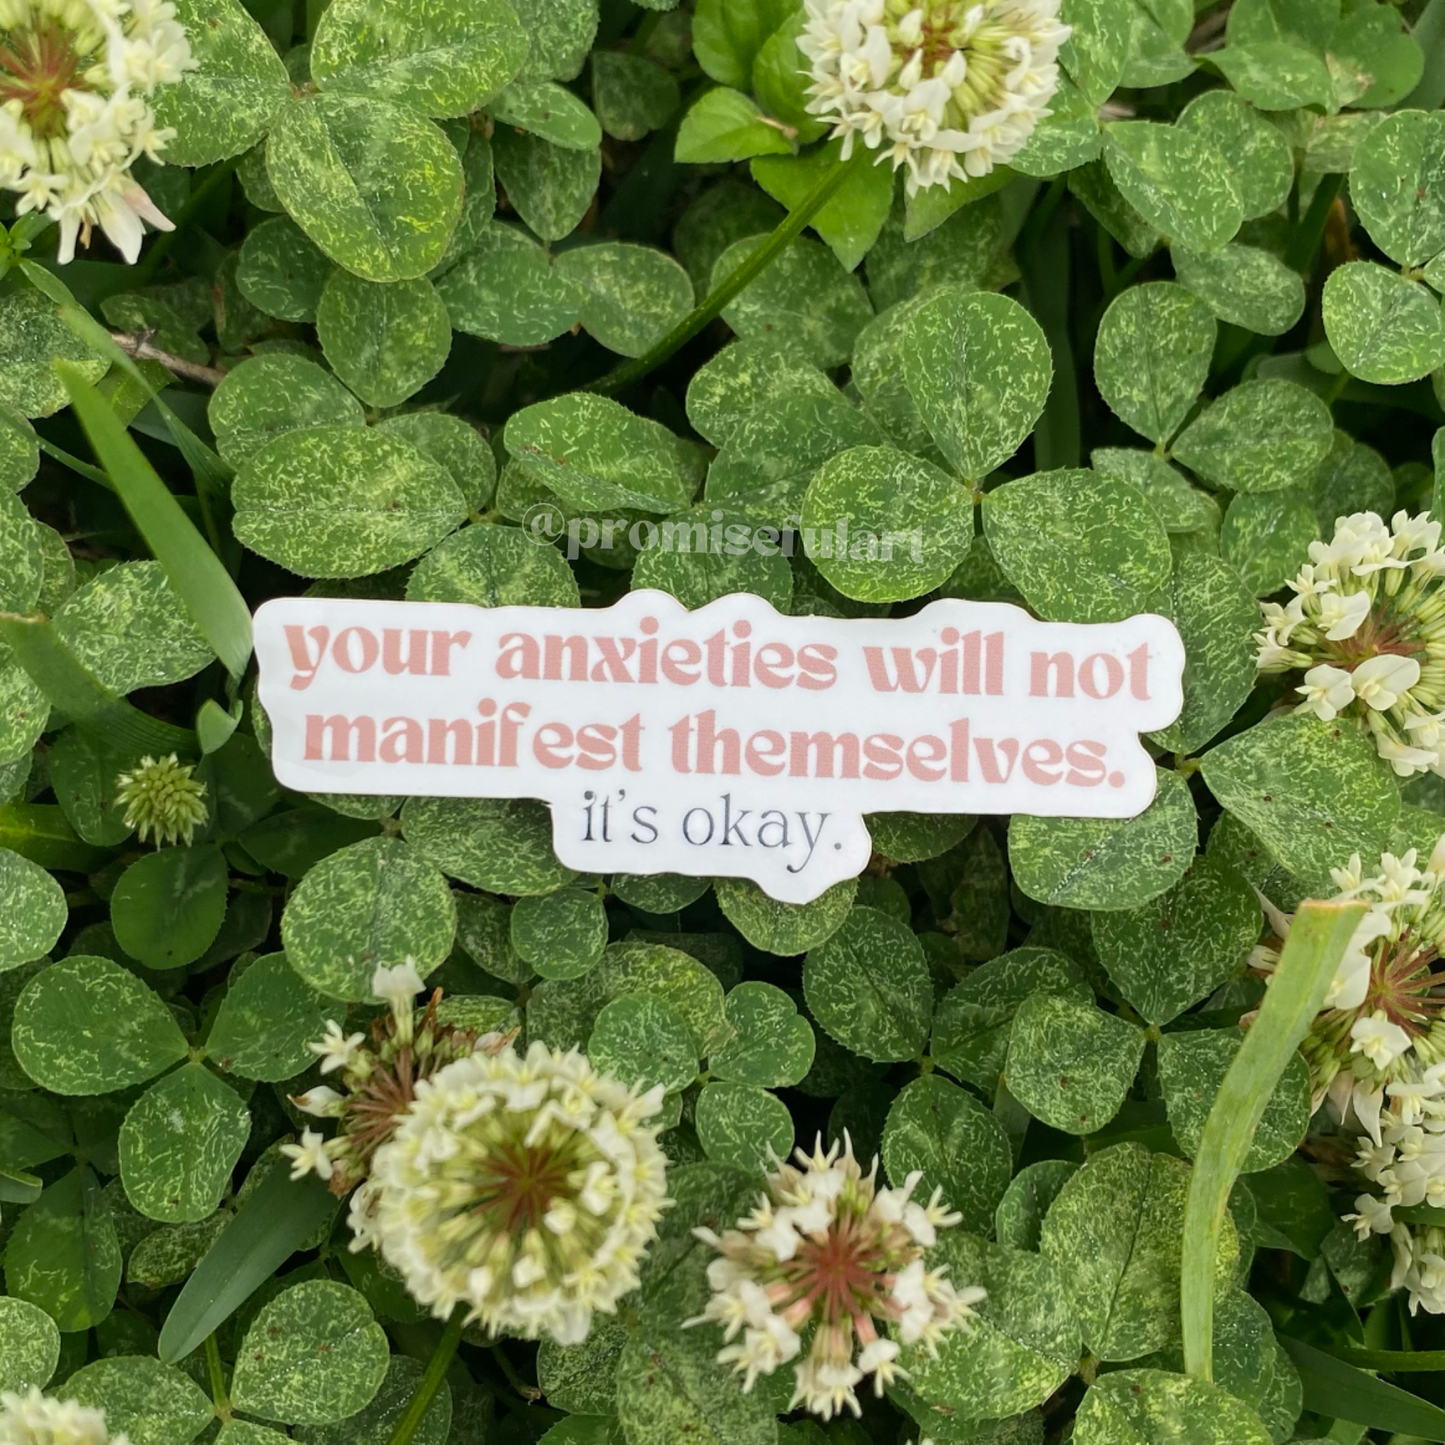 @promisefulart
your anxieties will not
manifest themselves.
it's okay.